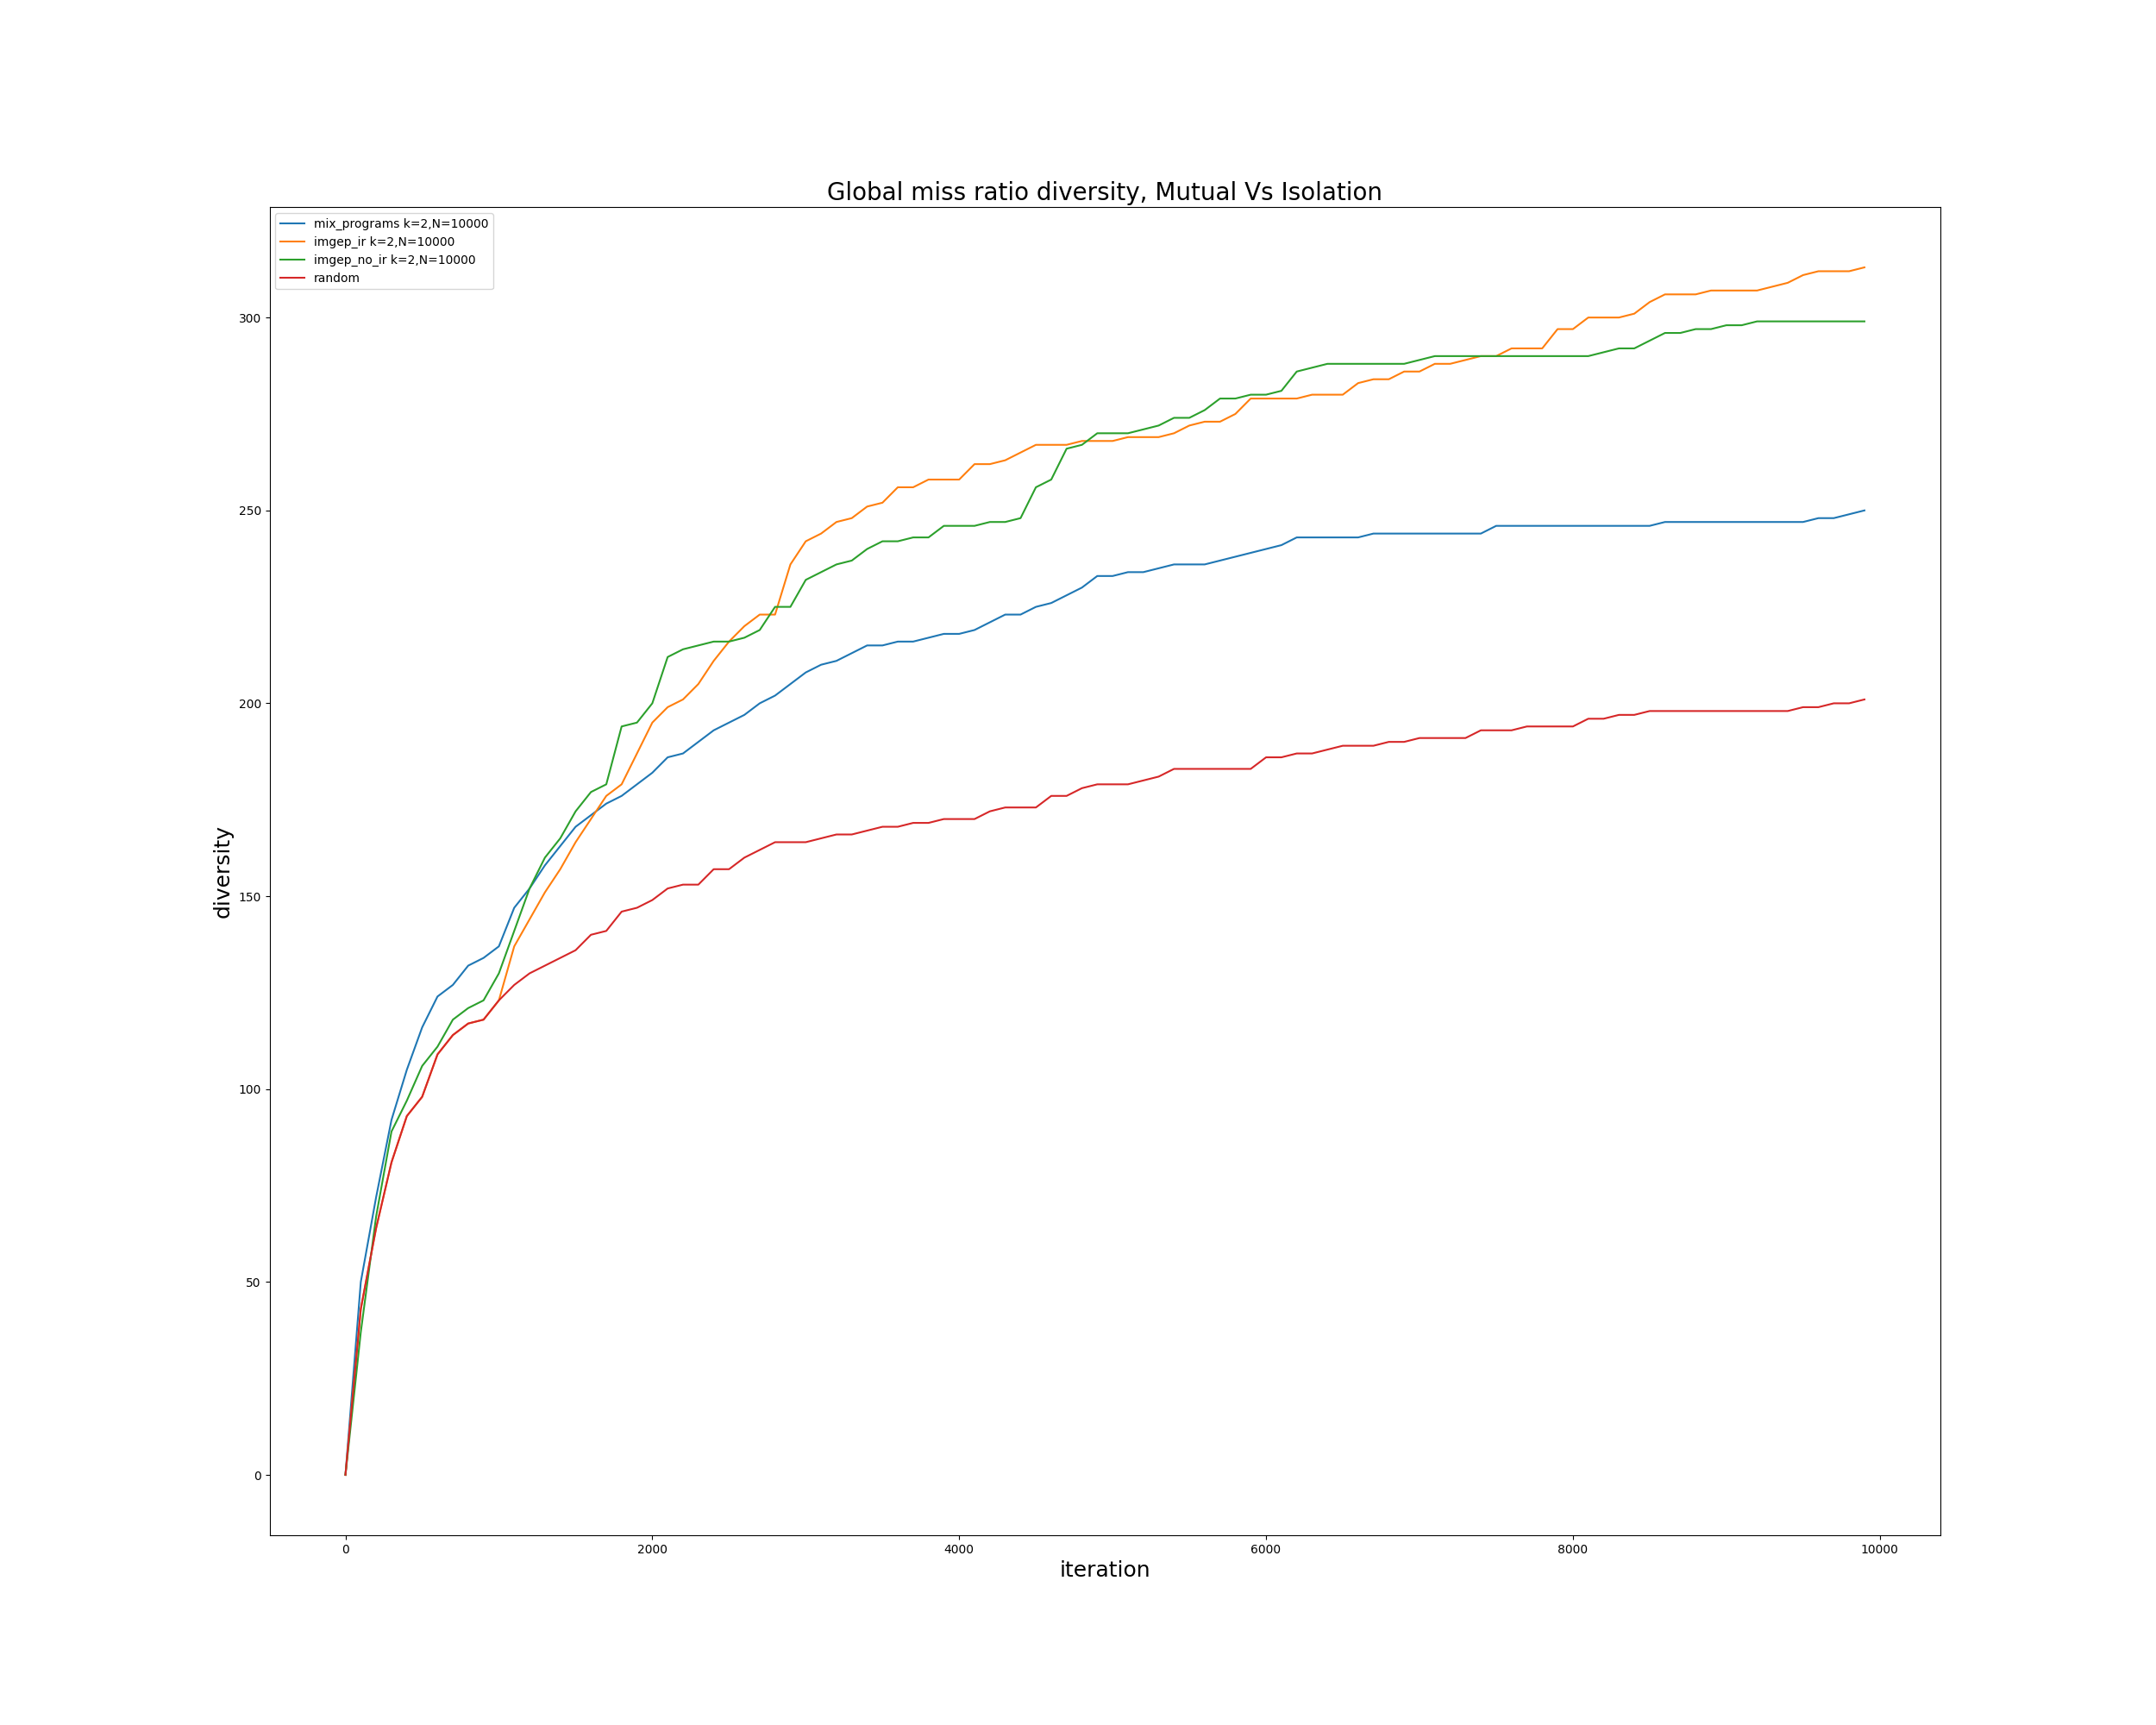 Global miss ratio diversity, Mutual Vs Isolation
mix_programs k=2,N=10000
imgep_ir k=2,N=10000
imgep_no_ir k=2,N=10000
random
300
250
200
150
100
50
0
diversity
0 2000 4000 6000 8000 10000
iteration